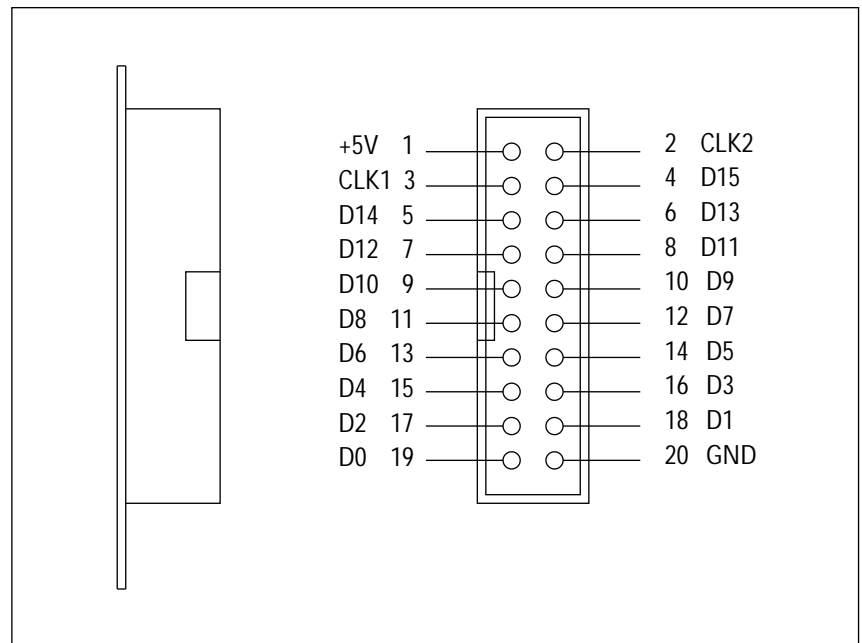 +5V 1 2 CLK2
CLK1 3 4 D15
D14 5 6 D13
D12 7 8 D11
D10 9 10 D9
D8 11 12 D7
D6 13 14 D5
D4 15 16 D3
D2 17 18 D1
D0 19 20 GND